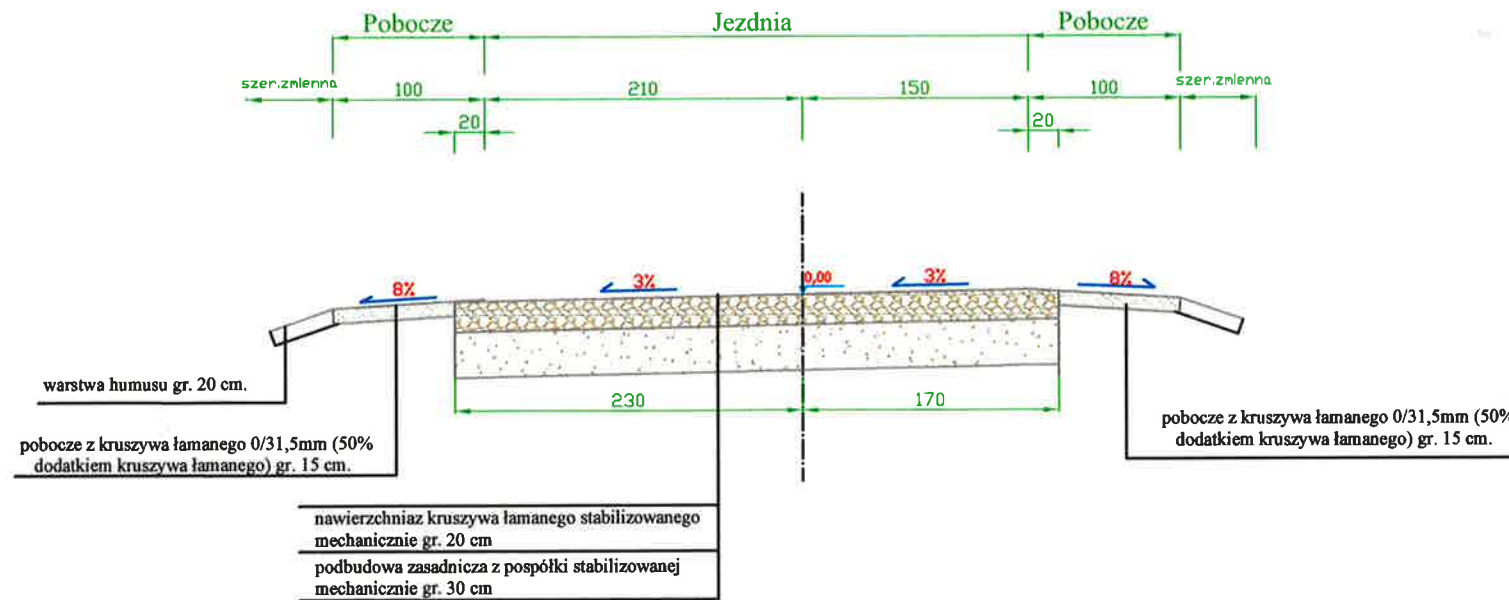 Pobocze
Jezdnia
Pobocze
szer.zmienna
100
210
150
100
szer.zmienna
20
20
8%
3%
0,00
3%
8%
230
170
warstwa humusu gr. 20 cm.
pobocze z kruszywa łamanego 0/31,5mm (50%
dodatkiem kruszywa łamanego) gr. 15 cm.
pobocze z kruszywa łamanego 0/31,5mm (50%
dodatkiem kruszywa łamanego) gr. 15 cm.
nawierzchniaz kruszywa łamanego stabilizowanego
mechanicznie gr. 20 cm
podbudowa zasadnicza z pospółki stabilizowanej
mechanicznie gr. 30 cm